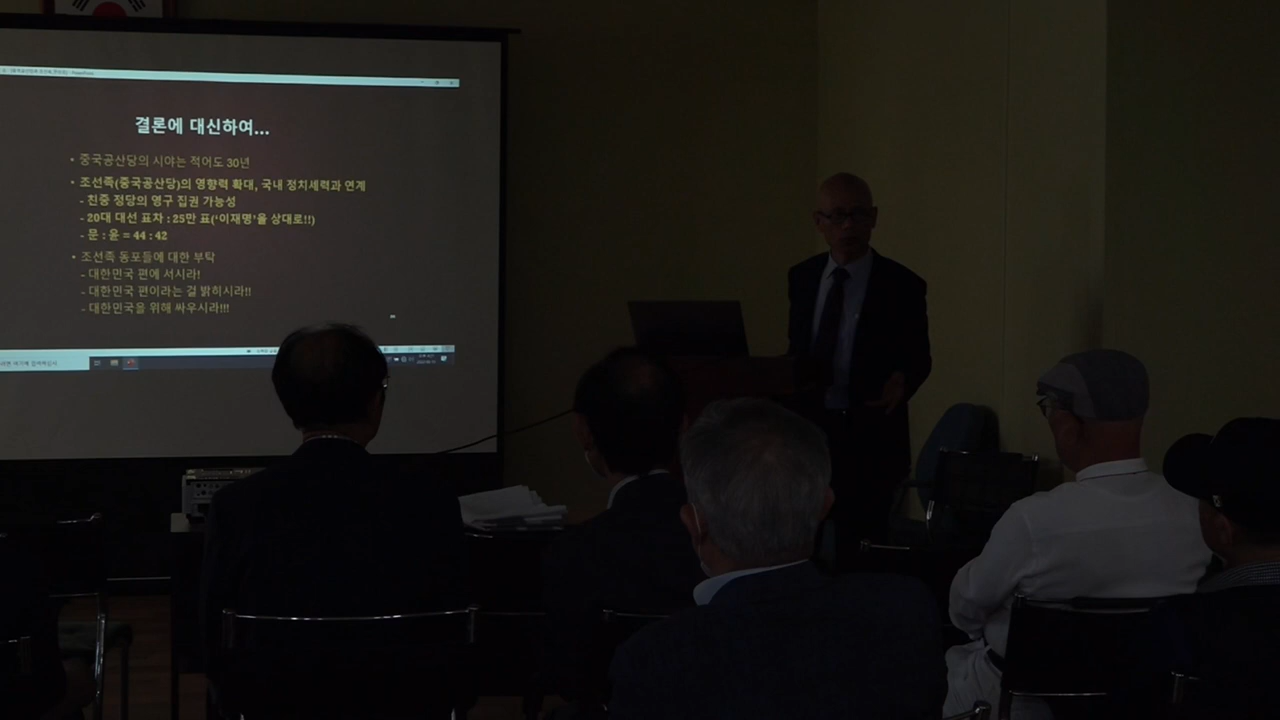 결론에 대신하여...
• 중국공산당의 시야는 적어도 30년
• 조선족(중국공산당)의 영향력 확대, 국내 정치세력과 연계
- 친중 정당의 영구 집권 가능성
- 20대 대선 표차 : 25만 표('이재명'을 상대로!!)
- 문 : 윤 = 44 : 42
• 조선족 동포들에 대한 부탁
- 대한민국 편에 서시라!
- 대한민국 편이라는 걸 밝히시라!!
- 대한민국을 위해 싸우시라!!!